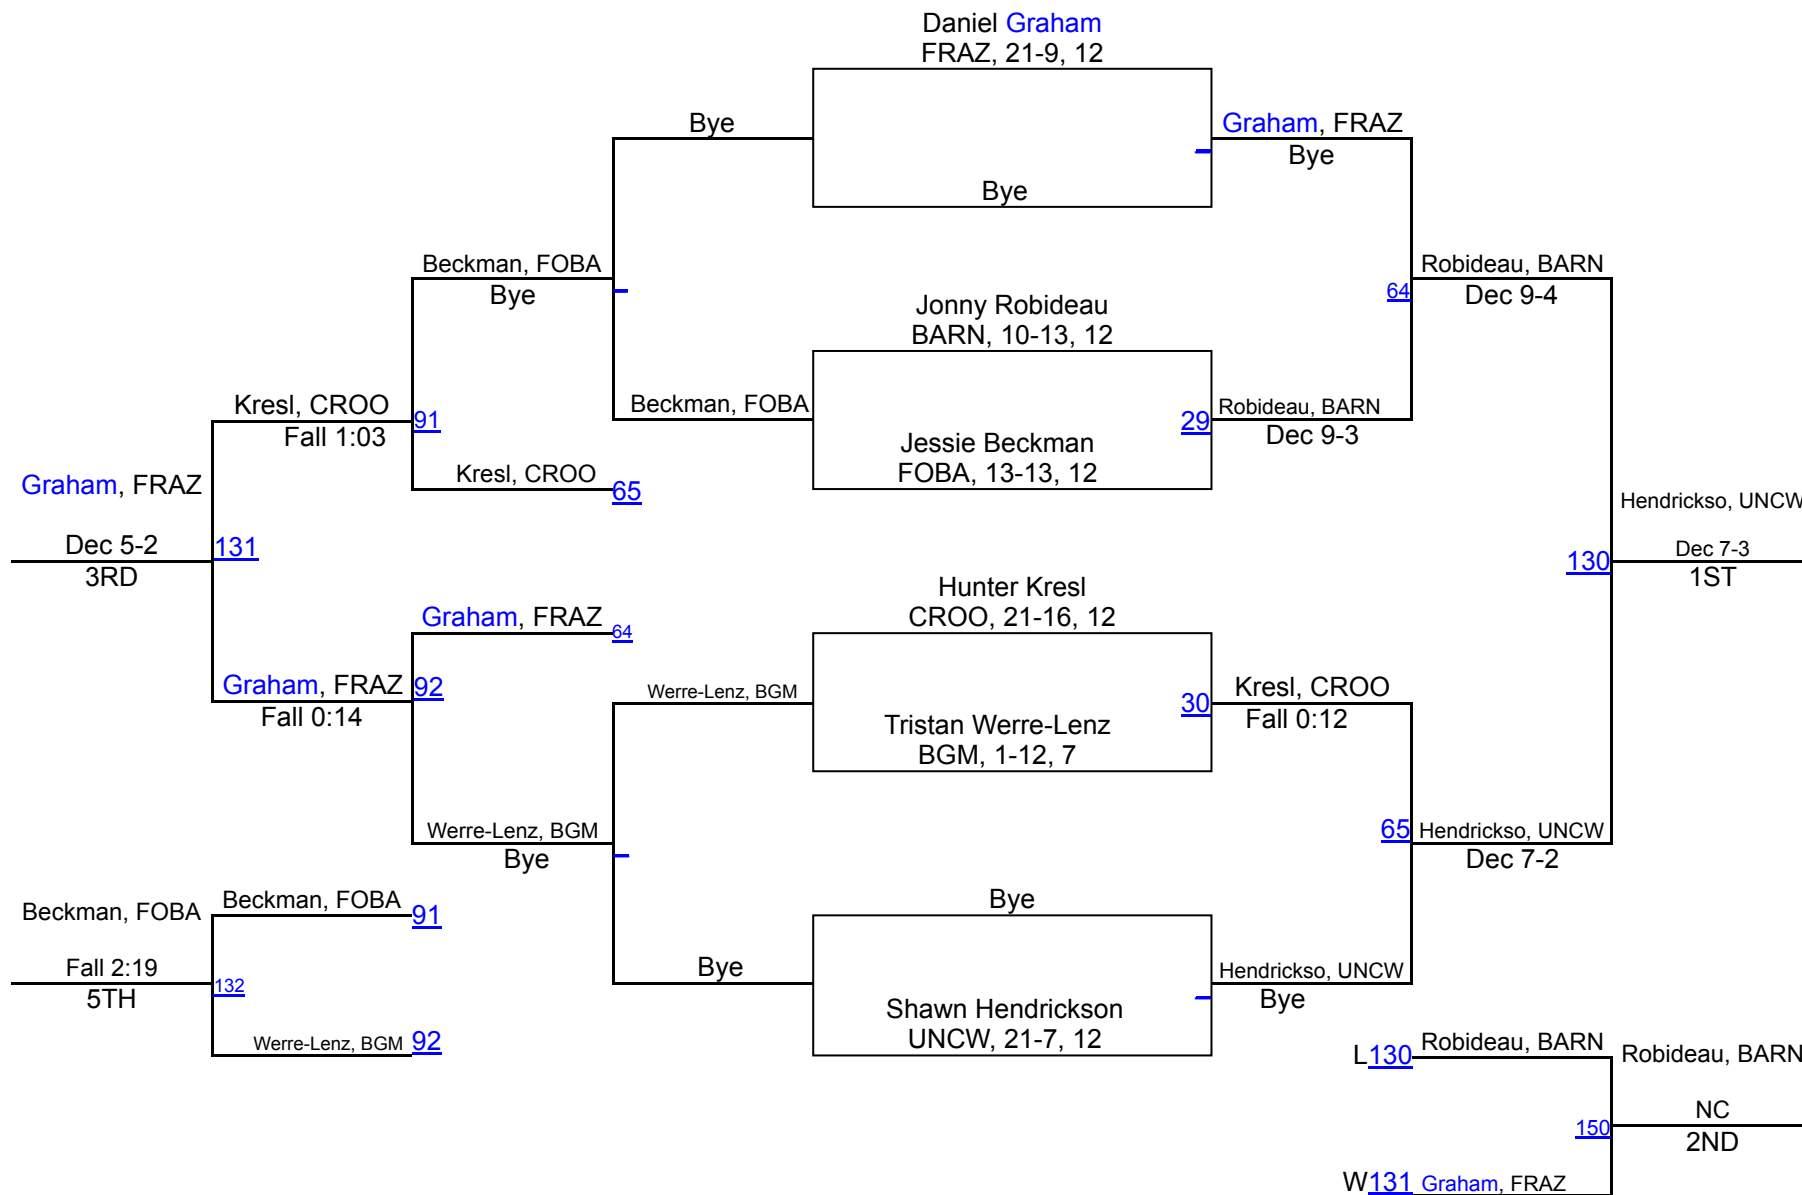 Daniel Graham
FRAZ, 21-9, 12
Bye
Graham, FRAZ
Bye
Bye
Beckman, FOBA
Bye
Robideau, BARN
64
Dec 9-4
Jonny Robideau
BARN, 10-13, 12
Kresl, CROO
91
Fall 1:03
Beckman, FOBA
29
Robideau, BARN
Dec 9-3
Jessie Beckman
FOBA, 13-13, 12
Kresl, CROO
65
Graham, FRAZ
Hendrickso, UNCW
Dec 5-2
131
3RD
130
Dec 7-3
1ST
Hunter Kresl
CROO, 21-16, 12
Graham, FRAZ
64
Graham, FRAZ
92
Fall 0:14
Werre-Lenz, BGM
30
Kresl, CROO
Fall 0:12
Tristan Werre-Lenz
BGM, 1-12, 7
Werre-Lenz, BGM
Bye
65
Hendrickso, UNCW
Dec 7-2
Beckman, FOBA
Beckman, FOBA
91
Bye
Fall 2:19
132
5TH
Bye
Hendrickso, UNCW
Bye
Shawn Hendrickson
UNCW, 21-7, 12
Werre-Lenz, BGM
92
L130
Robideau, BARN
Robideau, BARN
150
NC
2ND
W131
Graham, FRAZ